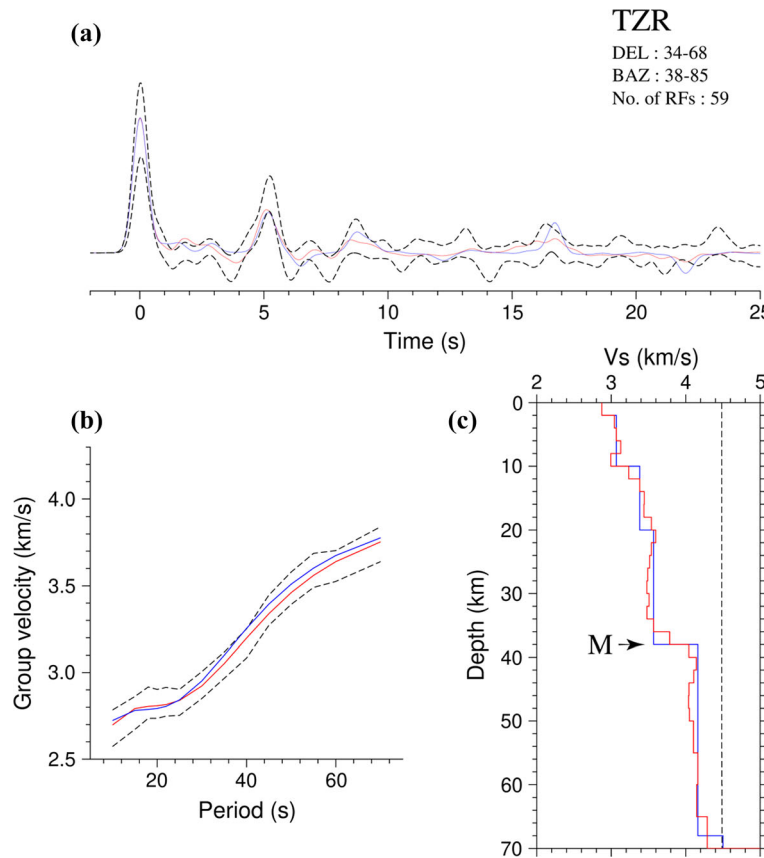 (a)
TZR
DEL : 34-68
BAZ : 38-85
No. of RFs : 59
0 5 10 15 20 25
Time (s)
(b)
4.0
3.5
3.0
2.5
Group velocity (km/s)
20 40 60
Period (s)
Vs (km/s)
2 3 4 5
(c)
0
10
20
30
40
50
60
70
Depth (km)
M